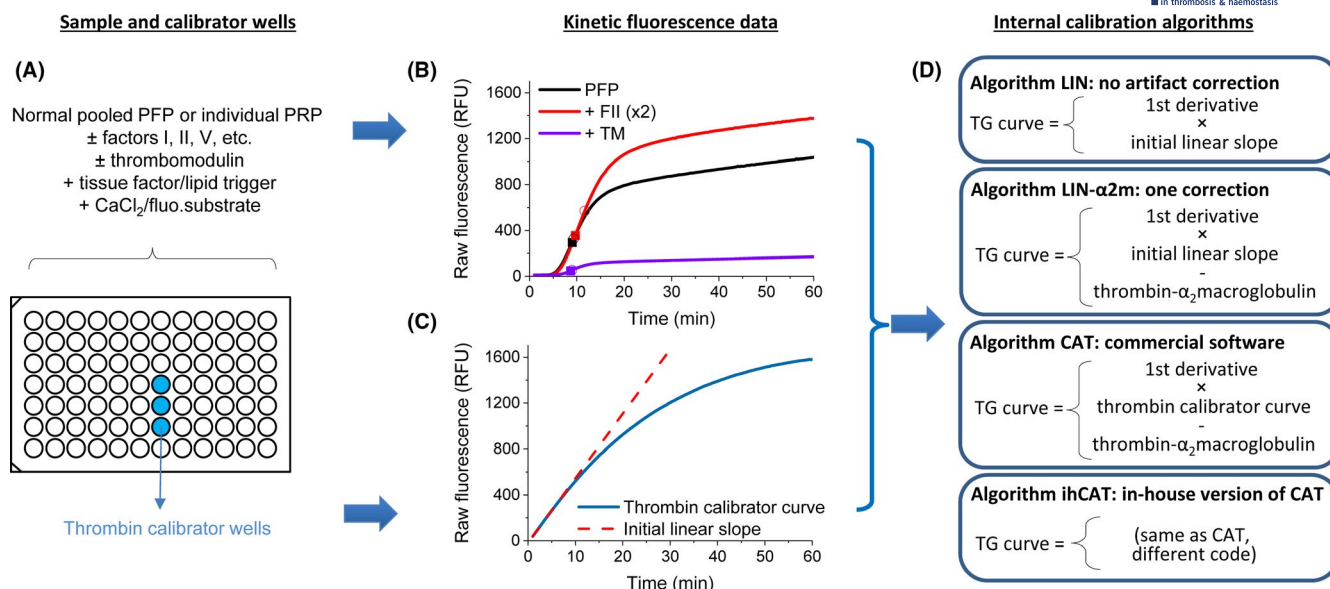 in thrombosis & haemostasis
Sample and calibrator wells
Kinetic fluorescence data
Internal calibration algorithms
(A)
Normal pooled PFP or individual PRP
± factors I, II, V, etc.
± thrombomodulin
+ tissue factor/lipid trigger
+ CaCl₂/fluo.substrate
Thrombin calibrator wells
(B)
Raw fluorescence (RFU)
1600
1200
800
400
0
PFP
+ FII (x2)
+ TM
0 10 20 30 40 50 60
Time (min)
(C)
Raw fluorescence (RFU)
1600
1200
800
400
0
Thrombin calibrator curve
Initial linear slope
0 10 20 30 40 50 60
Time (min)
(D)
Algorithm LIN: no artifact correction
TG curve =
1st derivative
×
initial linear slope
Algorithm LIN-α2m: one correction
TG curve =
1st derivative
×
initial linear slope
-
thrombin-α₂macroglobulin
Algorithm CAT: commercial software
TG curve =
1st derivative
×
thrombin calibrator curve
-
thrombin-α₂macroglobulin
Algorithm ihCAT: in-house version of CAT
TG curve =
(same as CAT,
different code)